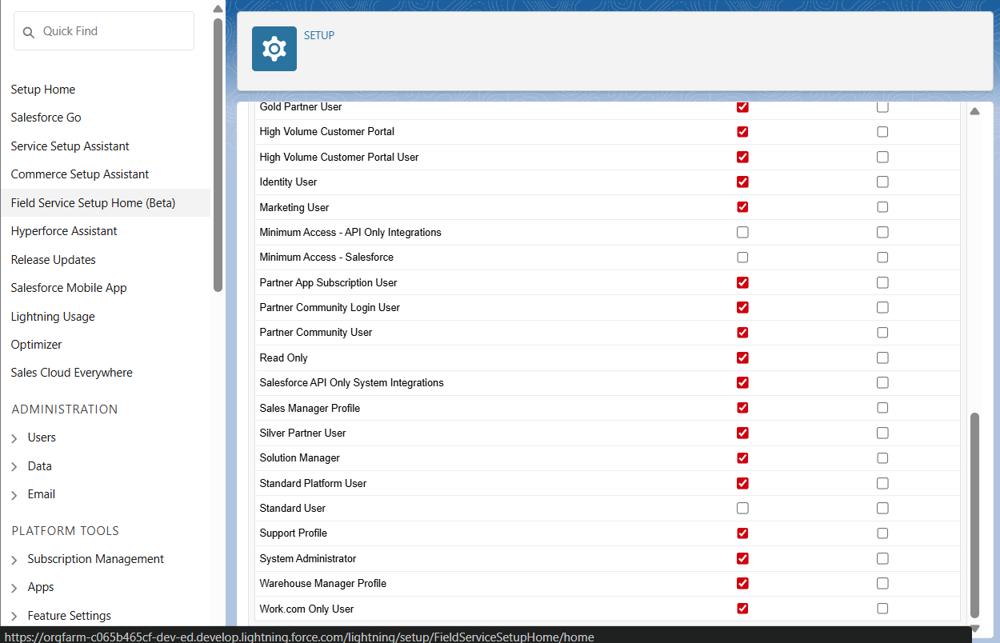 Quick Find
Setup Home
Salesforce Go
Service Setup Assistant
Commerce Setup Assistant
Field Service Setup Home (Beta)
Hyperforce Assistant
Release Updates
Salesforce Mobile App
Lightning Usage
Optimizer
Sales Cloud Everywhere
ADMINISTRATION
Users
Data
Email
PLATFORM TOOLS
Subscription Management
Apps
Feature Settings
SETUP
Gold Partner User
High Volume Customer Portal
High Volume Customer Portal User
Identity User
Marketing User
Minimum Access - API Only Integrations
Minimum Access - Salesforce
Partner App Subscription User
Partner Community Login User
Partner Community User
Read Only
Salesforce API Only System Integrations
Sales Manager Profile
Silver Partner User
Solution Manager
Standard Platform User
Standard User
Support Profile
System Administrator
Warehouse Manager Profile
Work.com Only User
https://orgfarm-c065b465cf-dev-ed.develop.lightning.force.com/lightning/setup/FieldServiceSetupHome/home